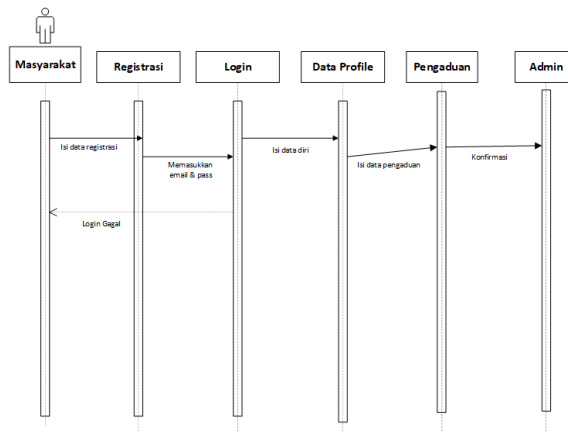 Masyarakat
Registrasi
Login
Data Profile
Pengaduan
Admin
Isi data registrasi
Memasukkan
email & pass
Isi data diri
Isi data pengaduan
Konfirmasi
Login Gagal